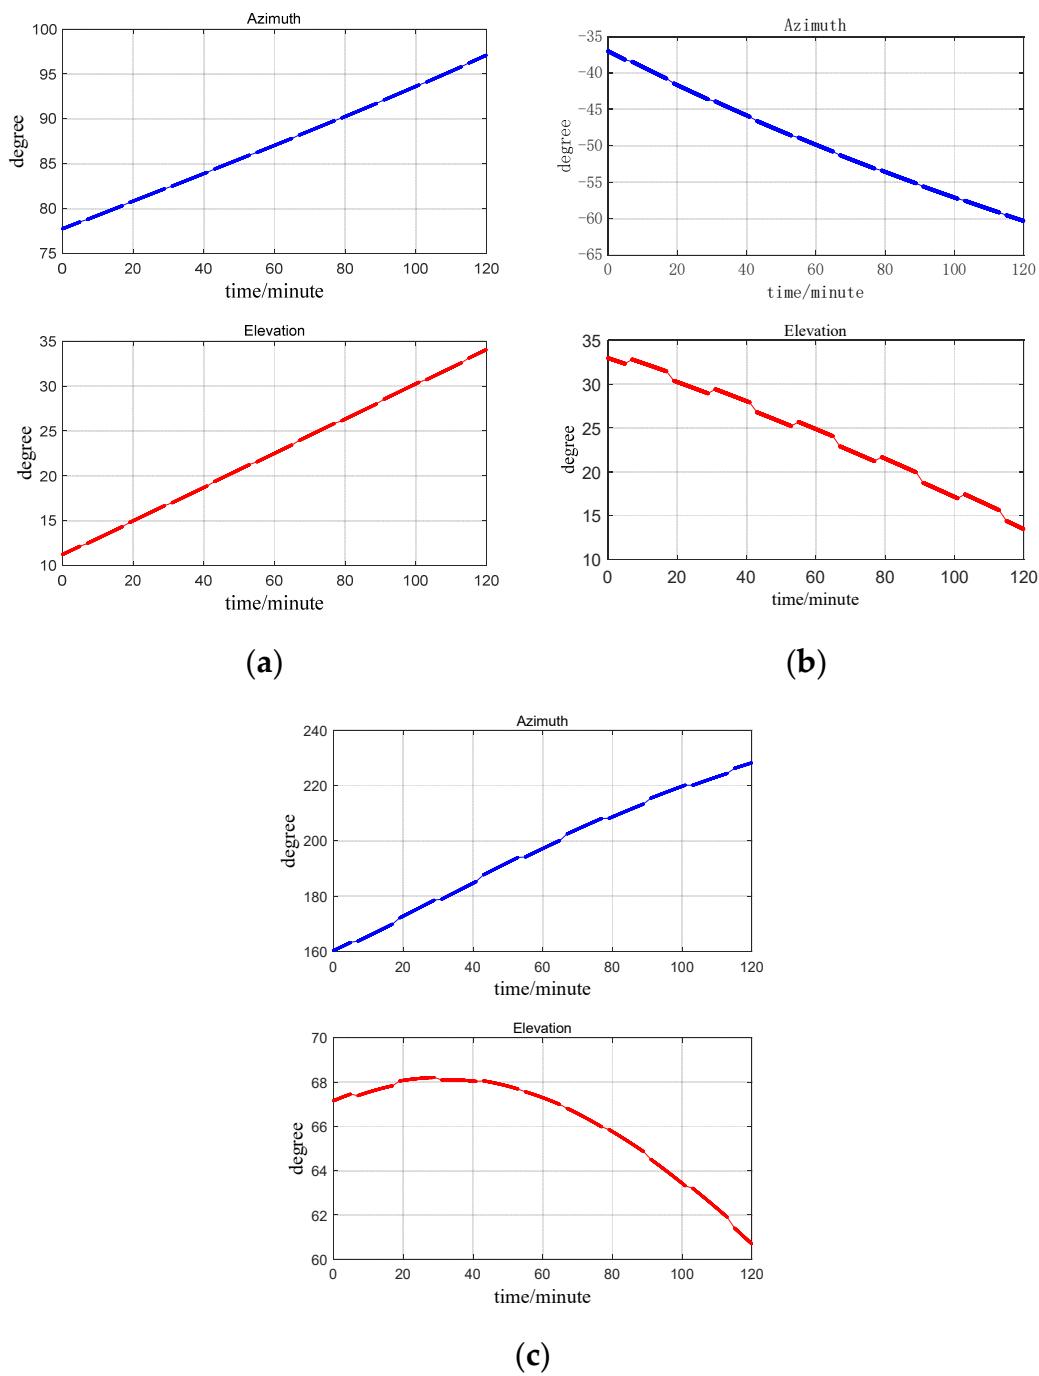 Azimuth
100
95
90
85
80
75
degree
0 20 40 60 80 100 120
time/minute
Azimuth
-35
-40
-45
-50
-55
-60
-65
degree
0 20 40 60 80 100 120
time/minute
Elevation
35
30
25
20
15
10
degree
0 20 40 60 80 100 120
time/minute
(a)
Elevation
35
30
25
20
15
10
degree
0 20 40 60 80 100 120
time/minute
(b)
Azimuth
240
220
200
180
160
degree
0 20 40 60 80 100 120
time/minute
Elevation
70
68
66
64
62
60
degree
0 20 40 60 80 100 120
time/minute
(c)